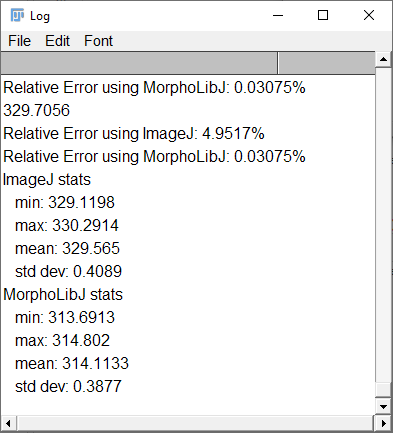 Log
File Edit Font
Relative Error using MorphoLibJ: 0.03075%
329.7056
Relative Error using ImageJ: 4.9517%
Relative Error using MorphoLibJ: 0.03075%
ImageJ stats
min: 329.1198
max: 330.2914
mean: 329.565
std dev: 0.4089
MorphoLibJ stats
min: 313.6913
max: 314.802
mean: 314.1133
std dev: 0.3877